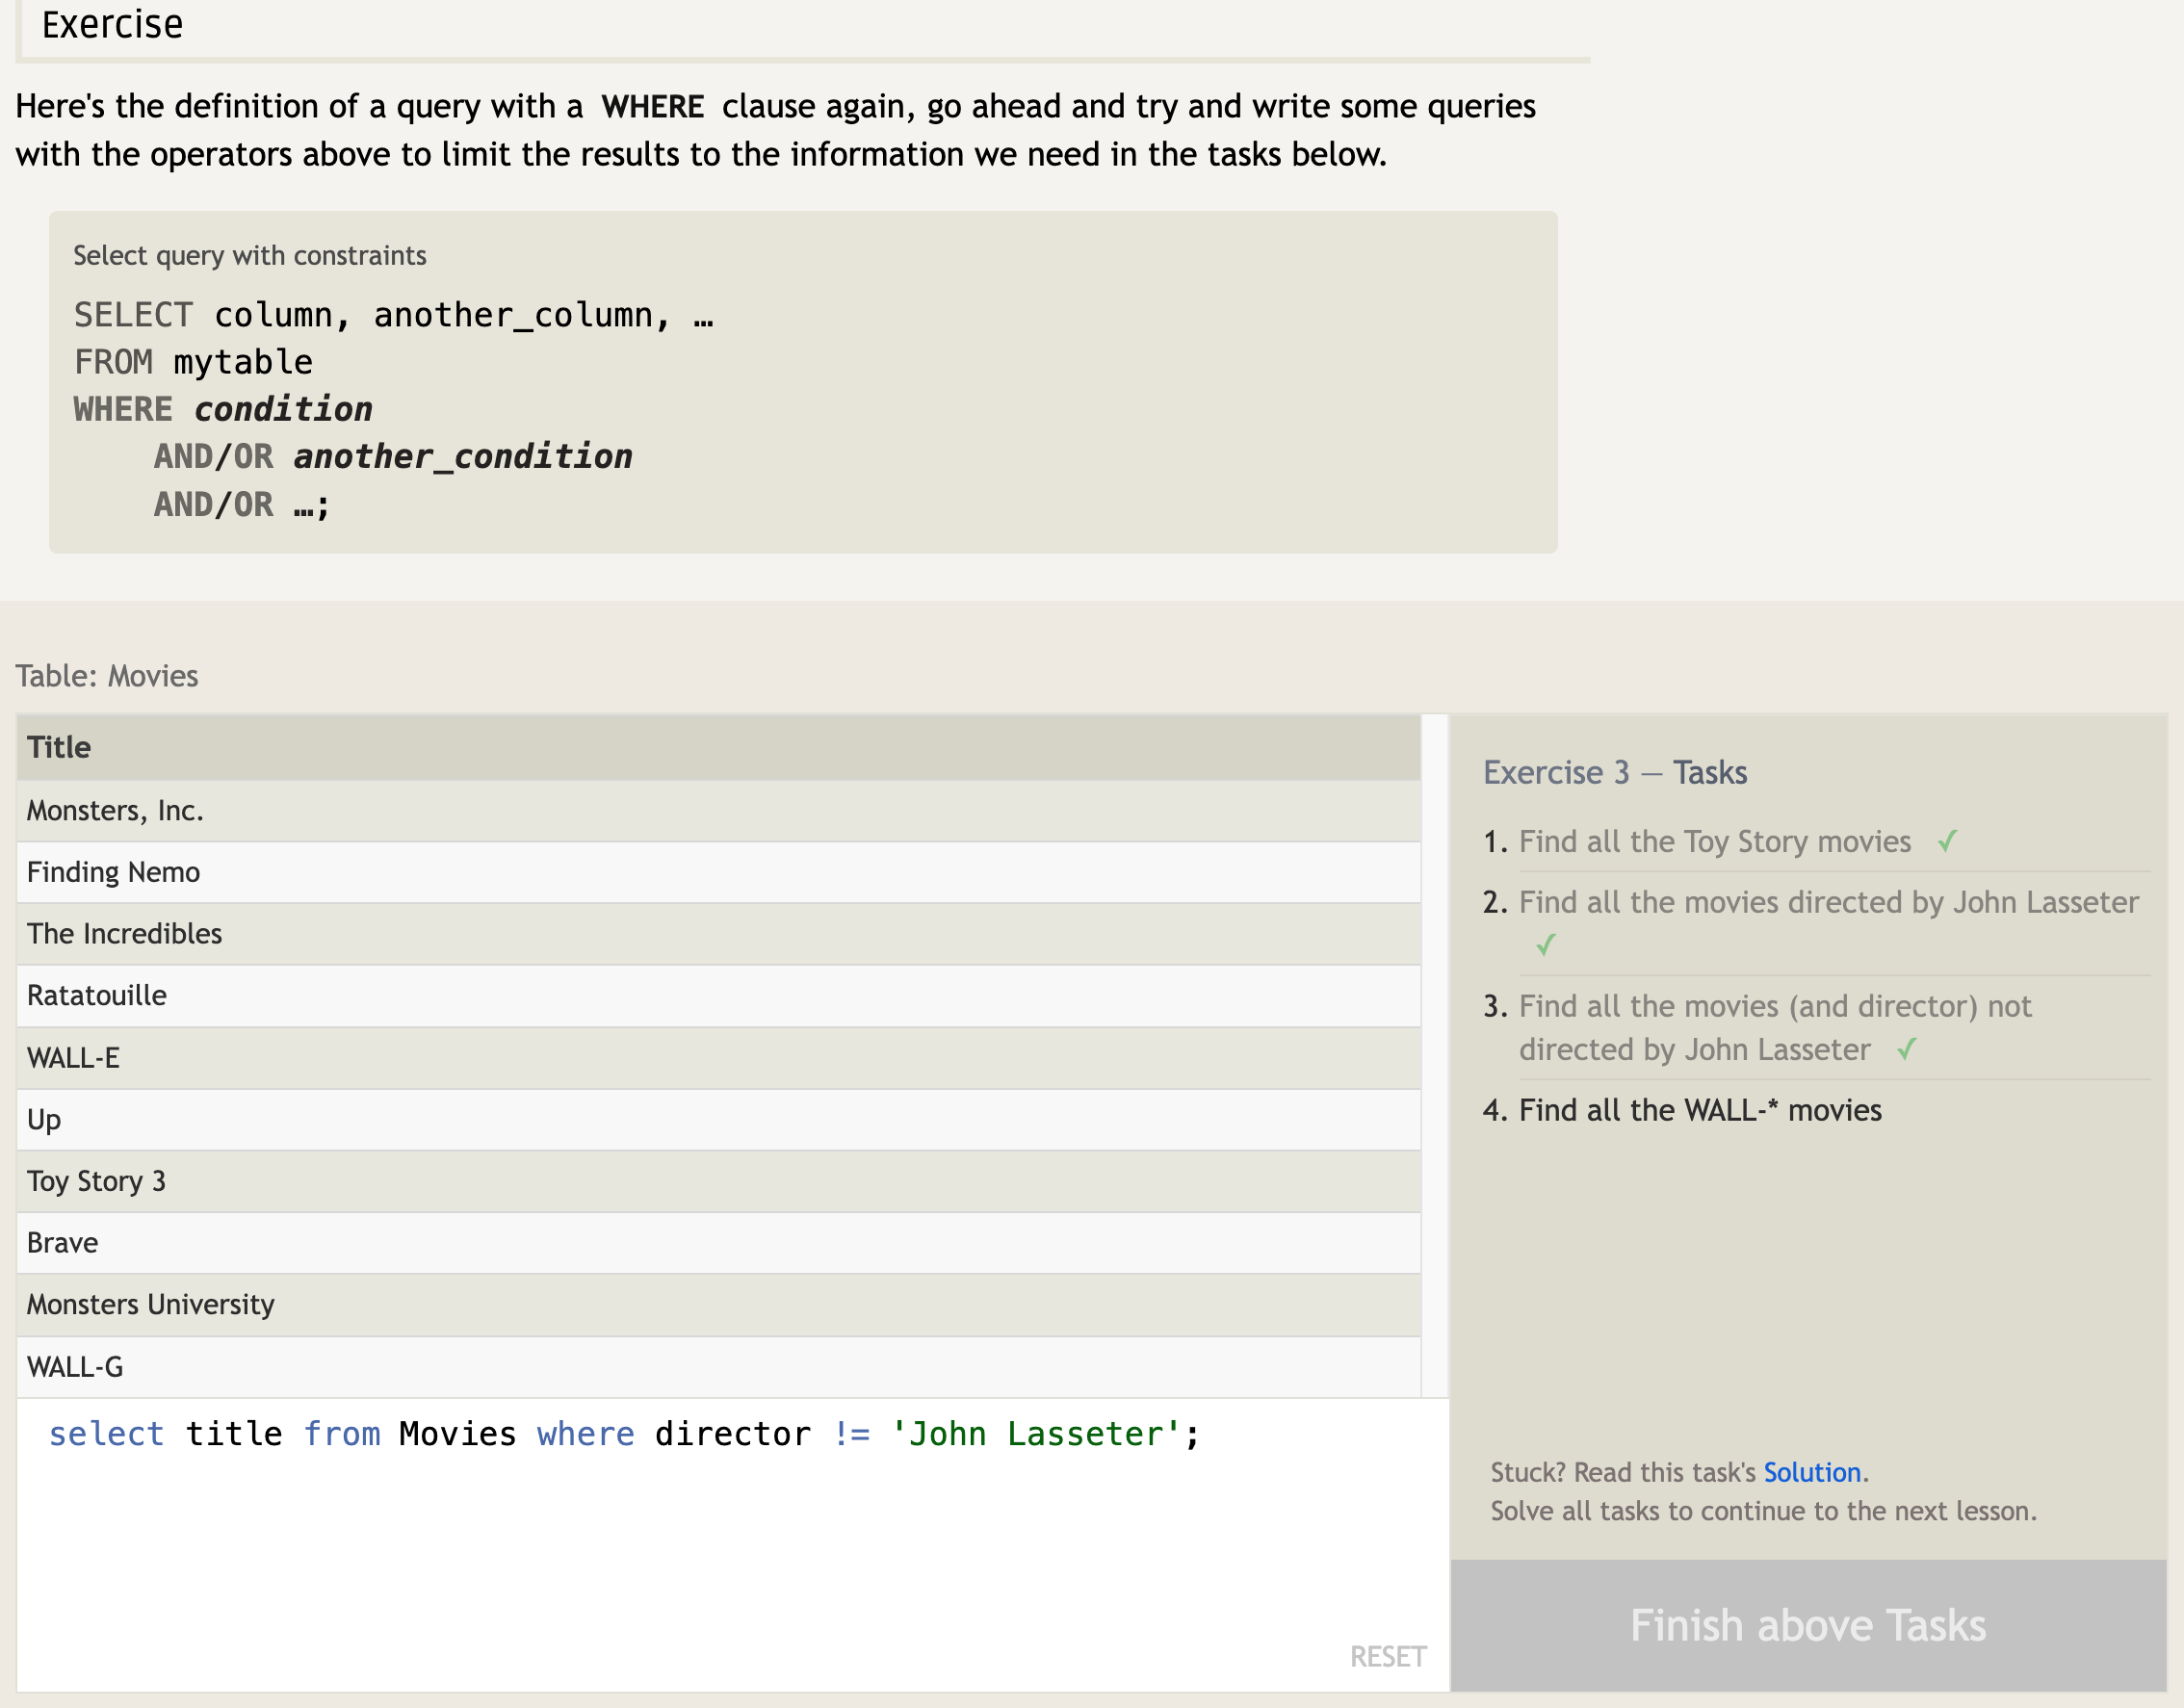 Exercise
Here's the definition of a query with a WHERE clause again, go ahead and try and write some queries
with the operators above to limit the results to the information we need in the tasks below.
Select query with constraints
SELECT column, another_column, …
FROM mytable
WHERE condition
AND/OR another_condition
AND/OR …;
Table: Movies
Title
Monsters, Inc.
Finding Nemo
The Incredibles
Ratatouille
WALL-E
Up
Toy Story 3
Brave
Monsters University
WALL-G
select title from Movies where director != 'John Lasseter';
RESET
Exercise 3 — Tasks
1. Find all the Toy Story movies ✓
2. Find all the movies directed by John Lasseter
✓
3. Find all the movies (and director) not
directed by John Lasseter ✓
4. Find all the WALL-* movies
Stuck? Read this task's Solution.
Solve all tasks to continue to the next lesson.
Finish above Tasks